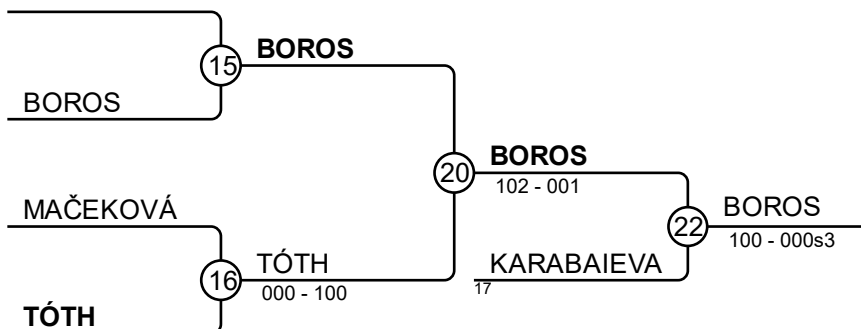 BOROS
15
BOROS
BOROS
20
102 - 001
BOROS
MAČEKOVÁ
22
100 - 000s3
TÓTH
KARABAIEVA
16
000 - 100
17
TÓTH